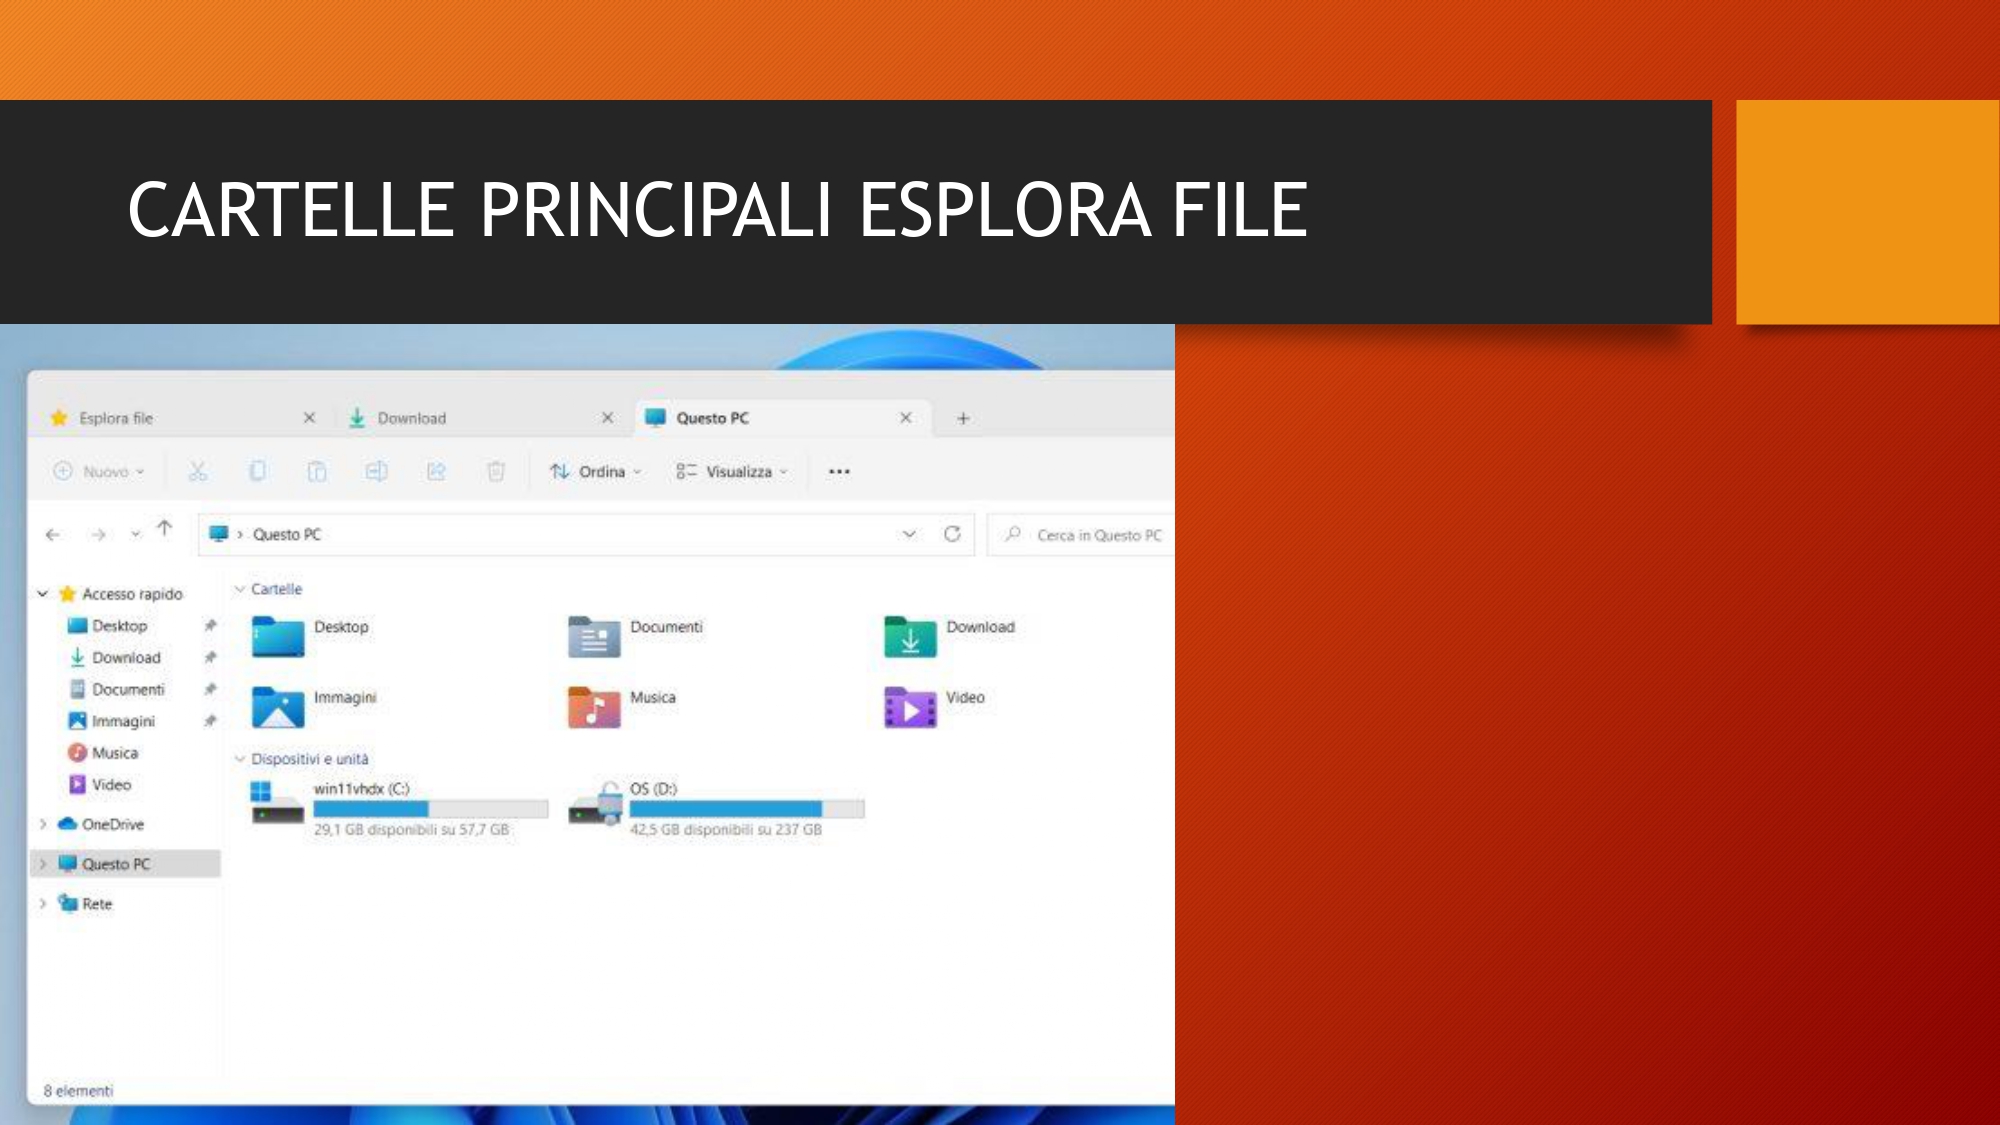 CARTELLE PRINCIPALI ESPLORA FILE
Esplora file
Download
Questo PC
Nuovo
Ordina
Visualizza
Questo PC
Cerca in Questo PC
Accesso rapido
Desktop
Download
Documenti
Immagini
Musica
Video
OneDrive
Questo PC
Rete
Cartelle
Desktop
Documenti
Download
Immagini
Musica
Video
Dispositivi e unità
win11vhdx (C:)
29,1 GB disponibili su 57,7 GB
OS (D:)
42,5 GB disponibili su 237 GB
8 elementi